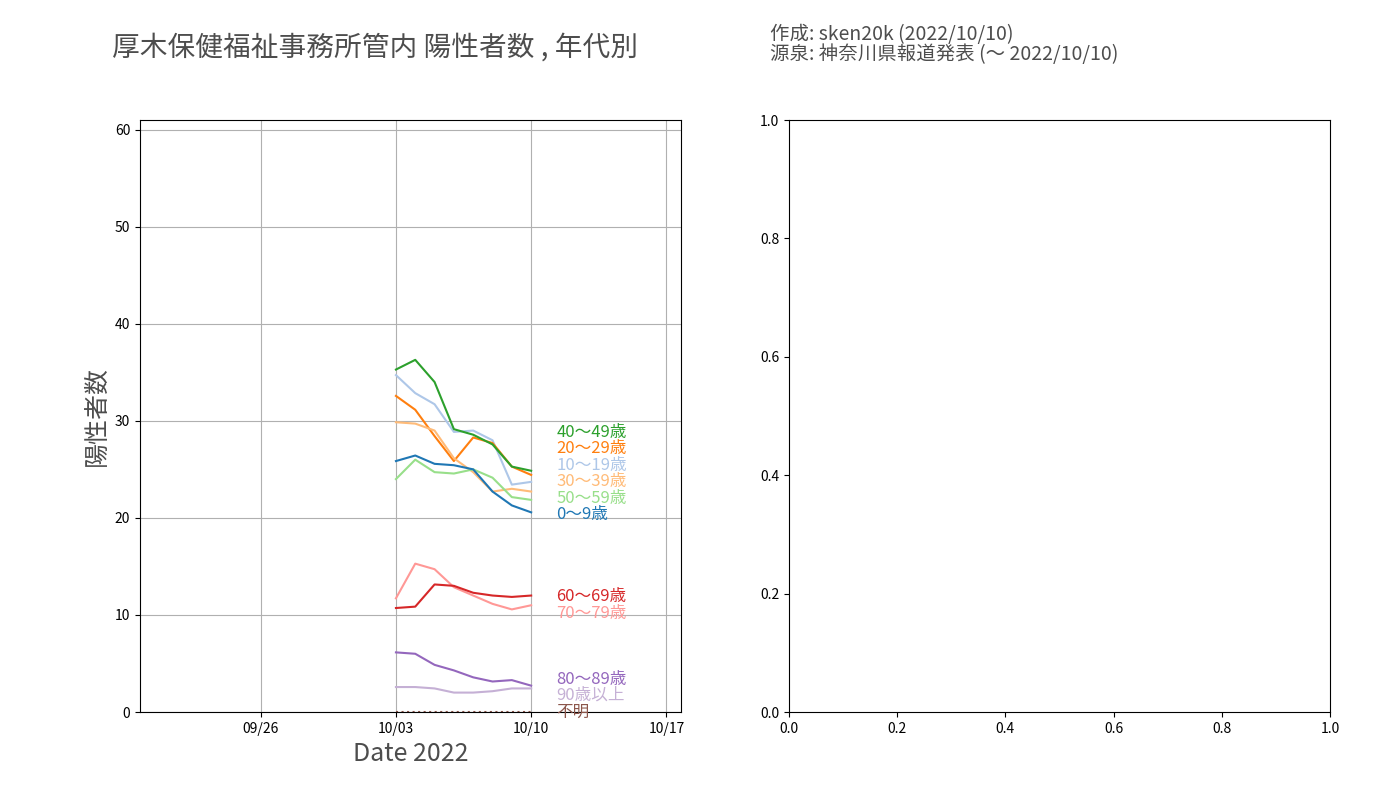 厚木保健福祉事務所管内 陽性者数 , 年代別
作成: sken20k (2022/10/10)
源泉: 神奈川県報道発表 (〜 2022/10/10)
陽性者数
60
50
40
30
20
10
0
40〜49歳
20〜29歳
10〜19歳
30〜39歳
50〜59歳
0〜9歳
60〜69歳
70〜79歳
80〜89歳
90歳以上
不明
09/26
10/03
10/10
10/17
Date 2022
1.0
0.8
0.6
0.4
0.2
0.0
0.0
0.2
0.4
0.6
0.8
1.0